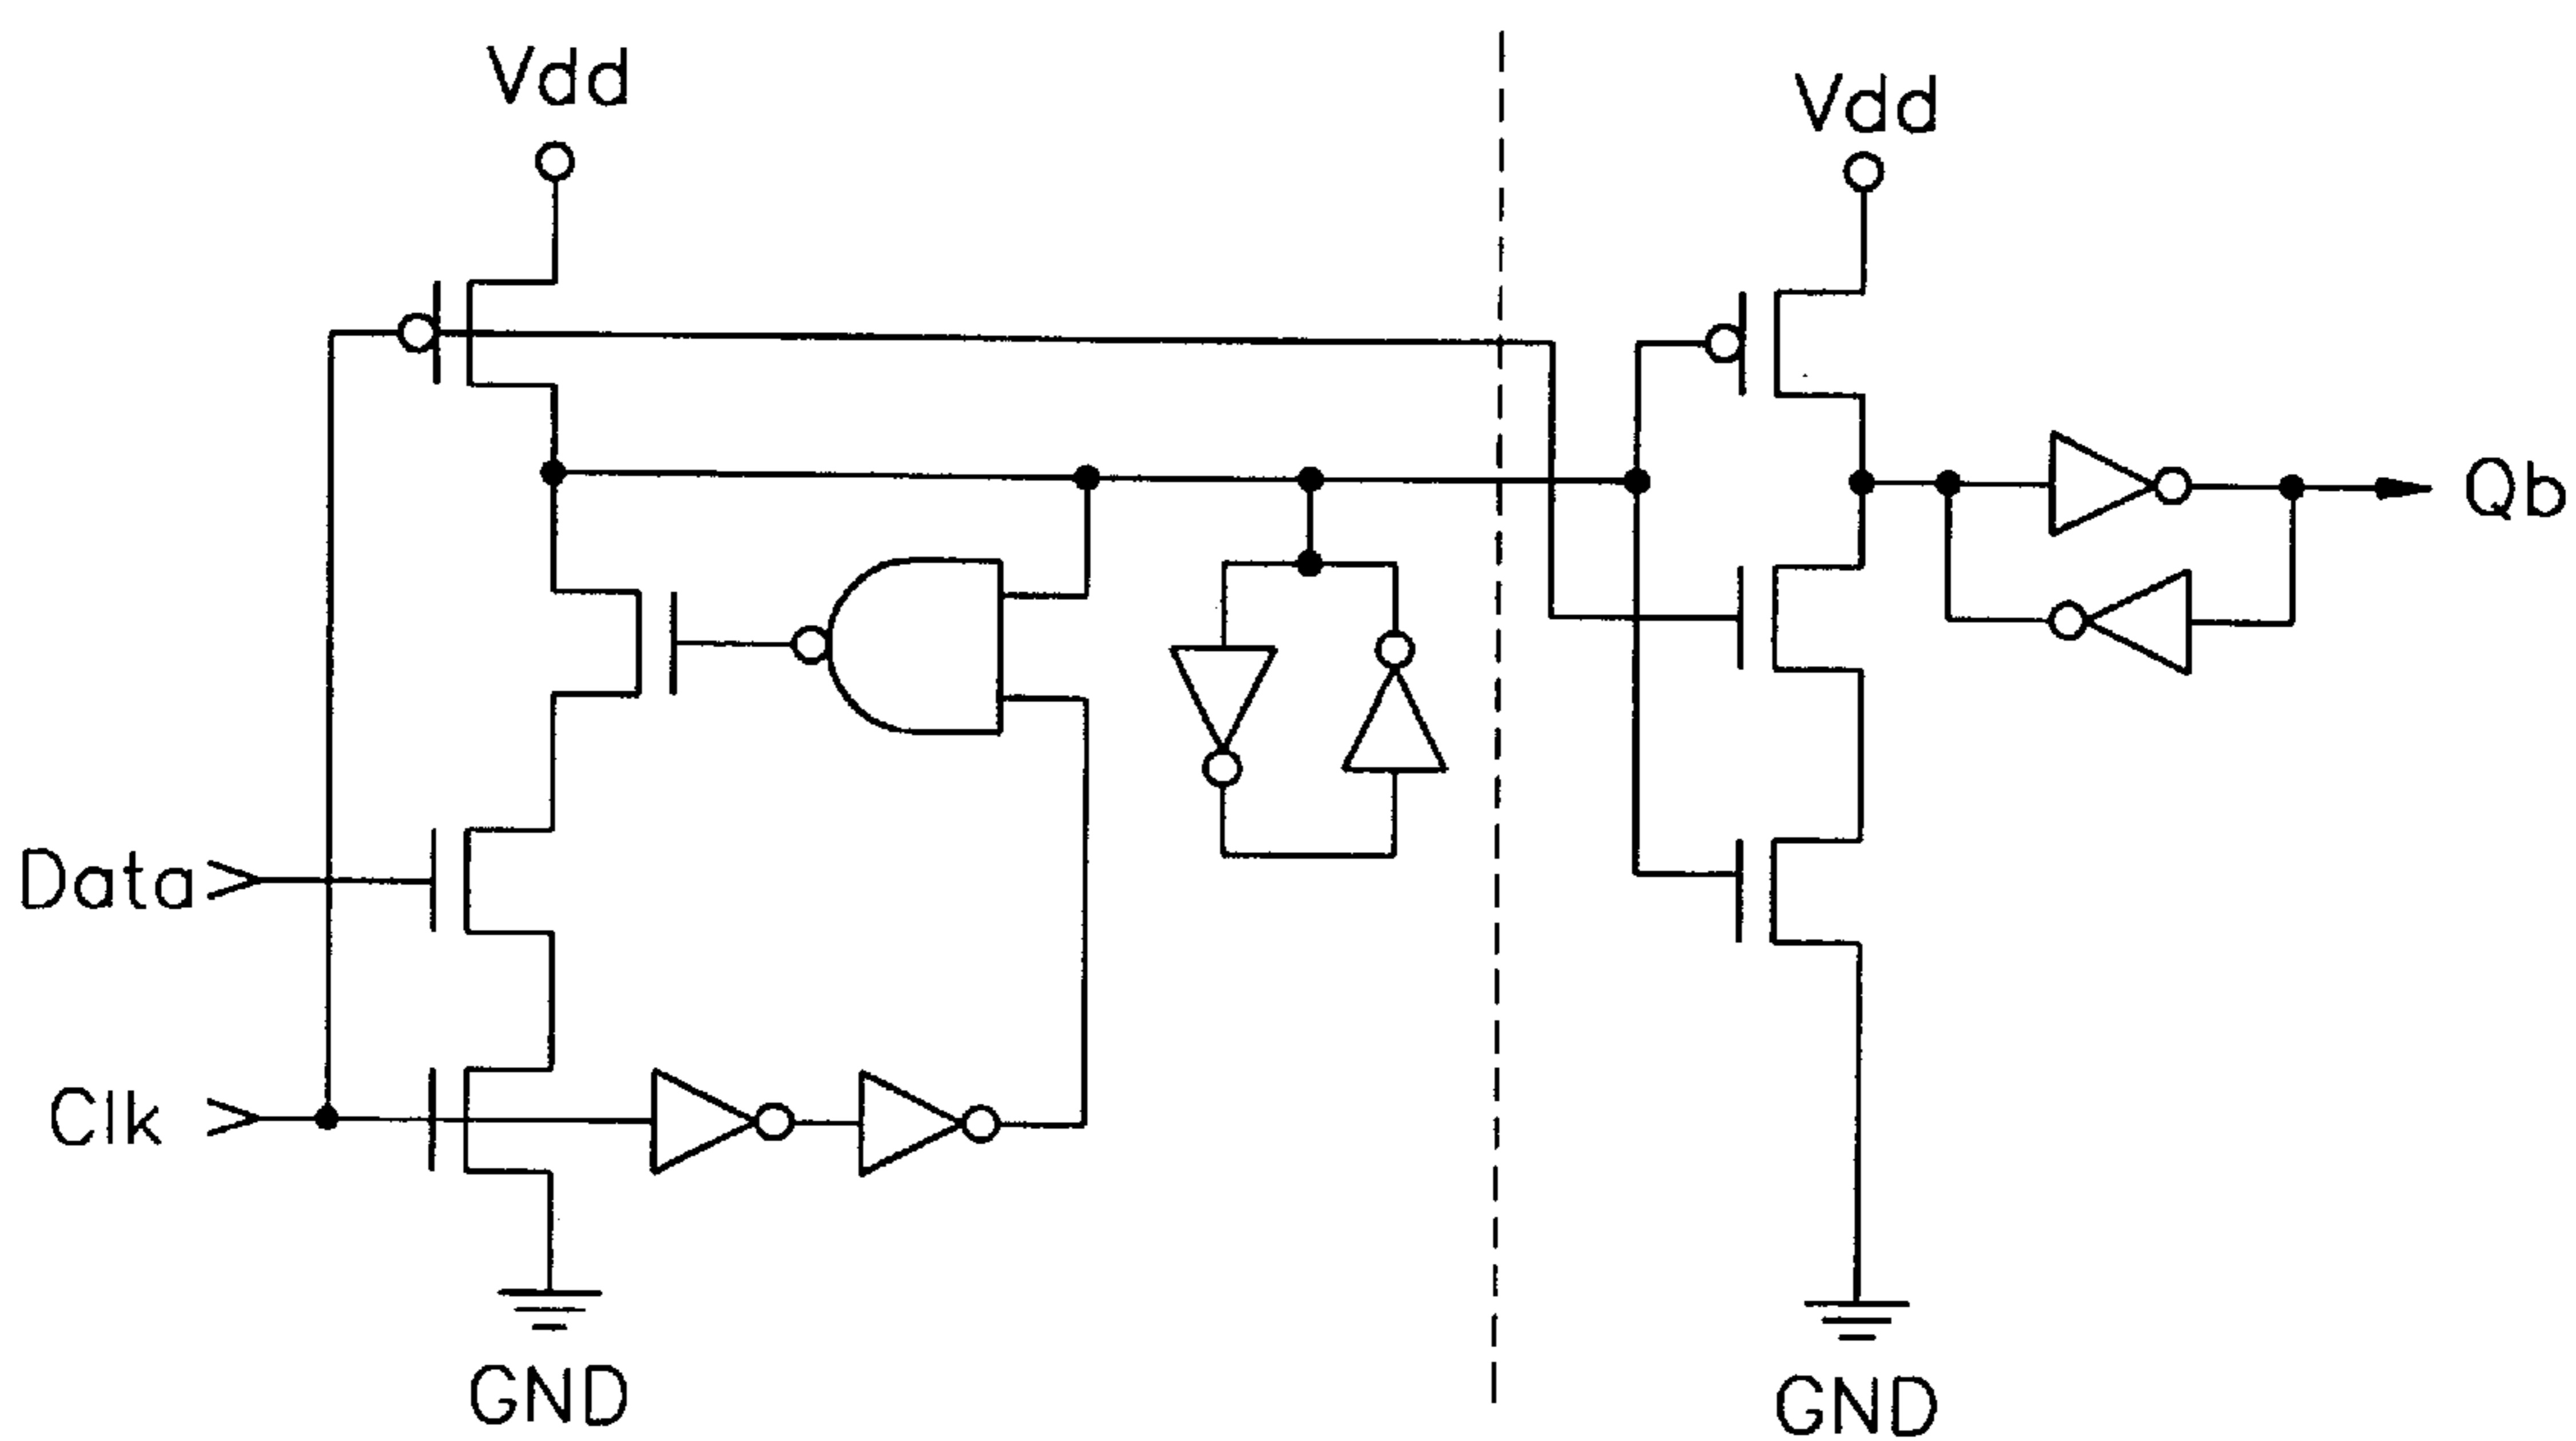 Vdd
Vdd
Qb
Data
Clk
GND
GND